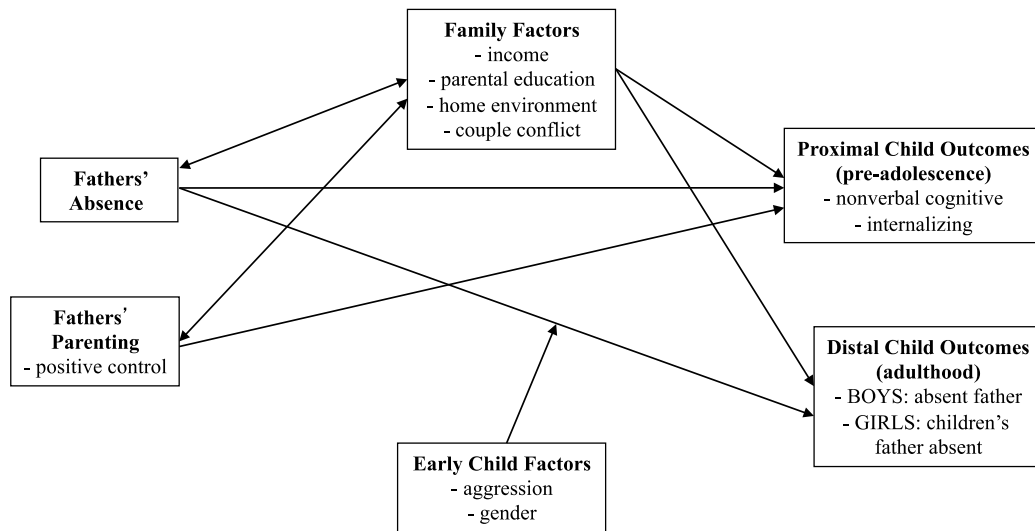 Family Factors
- income
- parental education
- home environment
- couple conflict
Fathers'
Absence
Proximal Child Outcomes
(pre-adolescence)
- nonverbal cognitive
- internalizing
Fathers'
Parenting
- positive control
Distal Child Outcomes
(adulthood)
- BOYS: absent father
- GIRLS: children's
father absent
Early Child Factors
- aggression
- gender